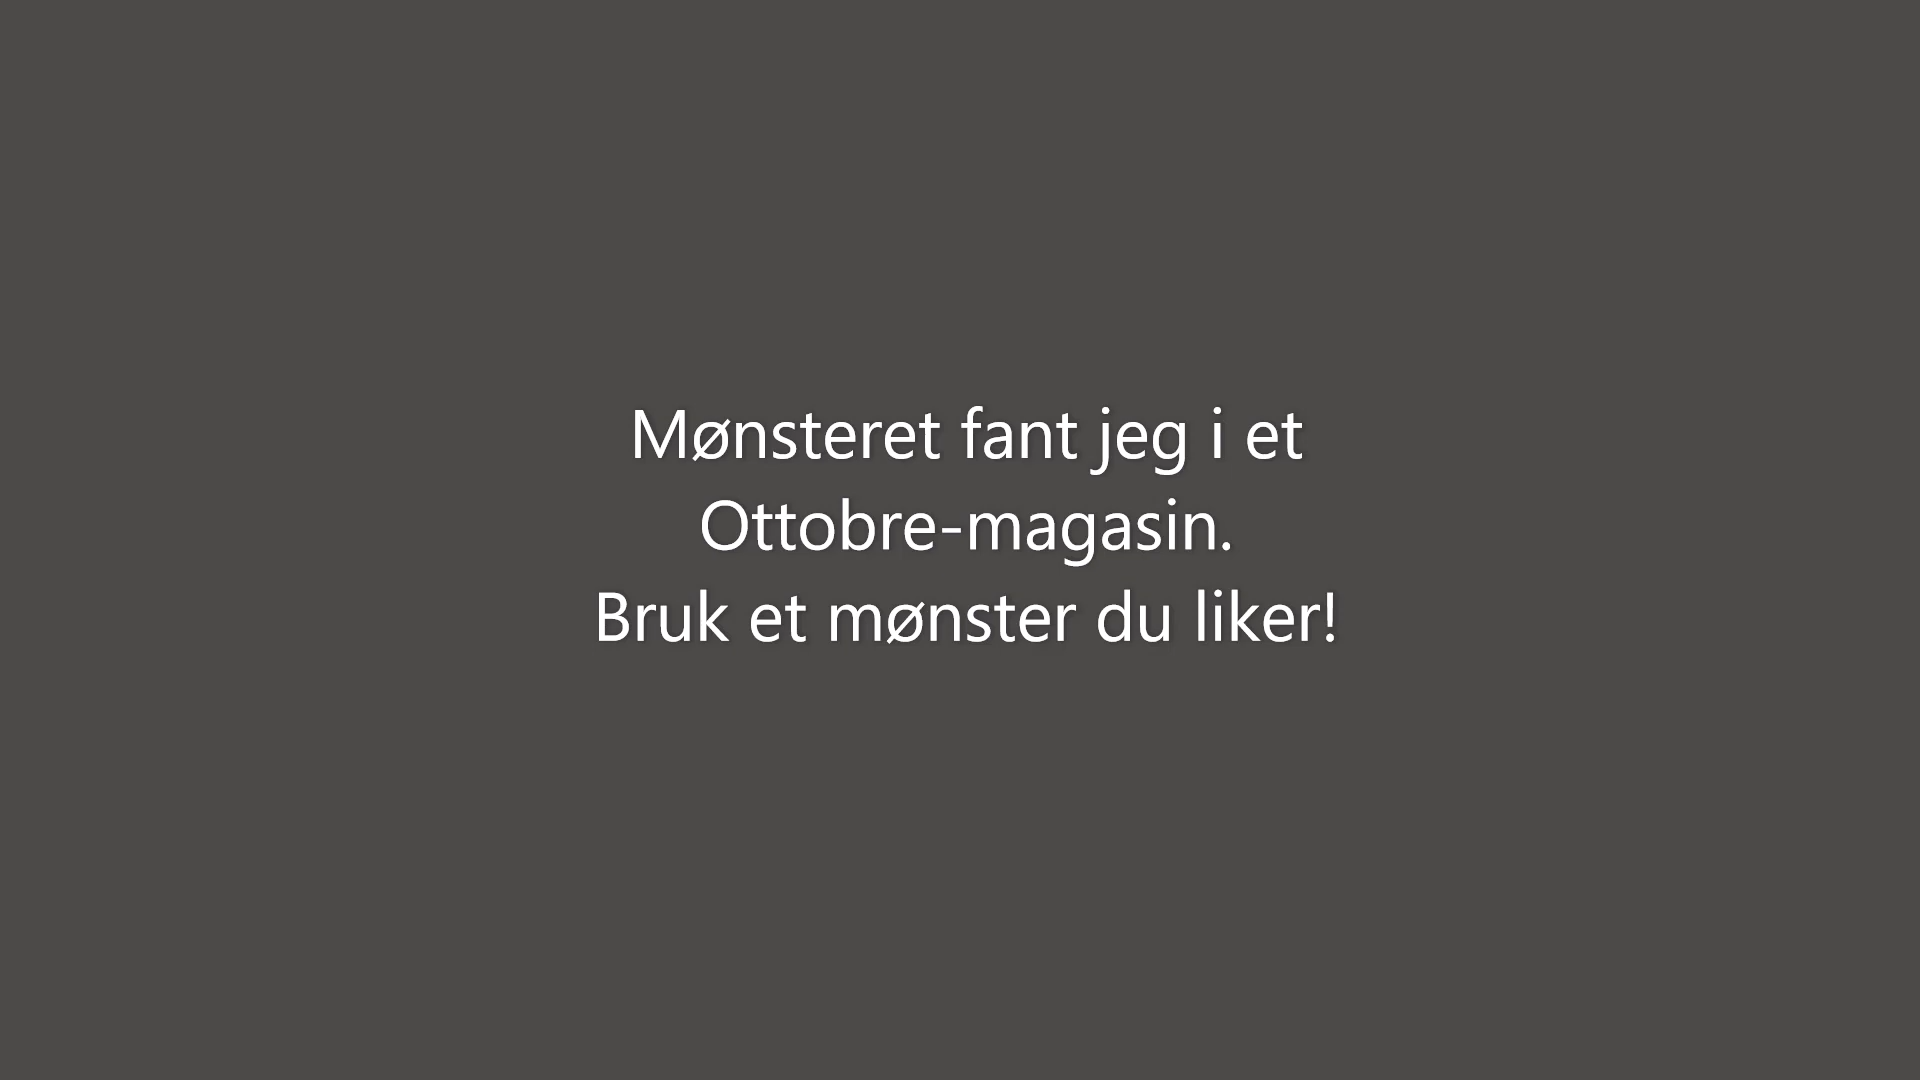 Mønsteret fant jeg i et
Ottobre-magasin.
Bruk et mønster du liker!